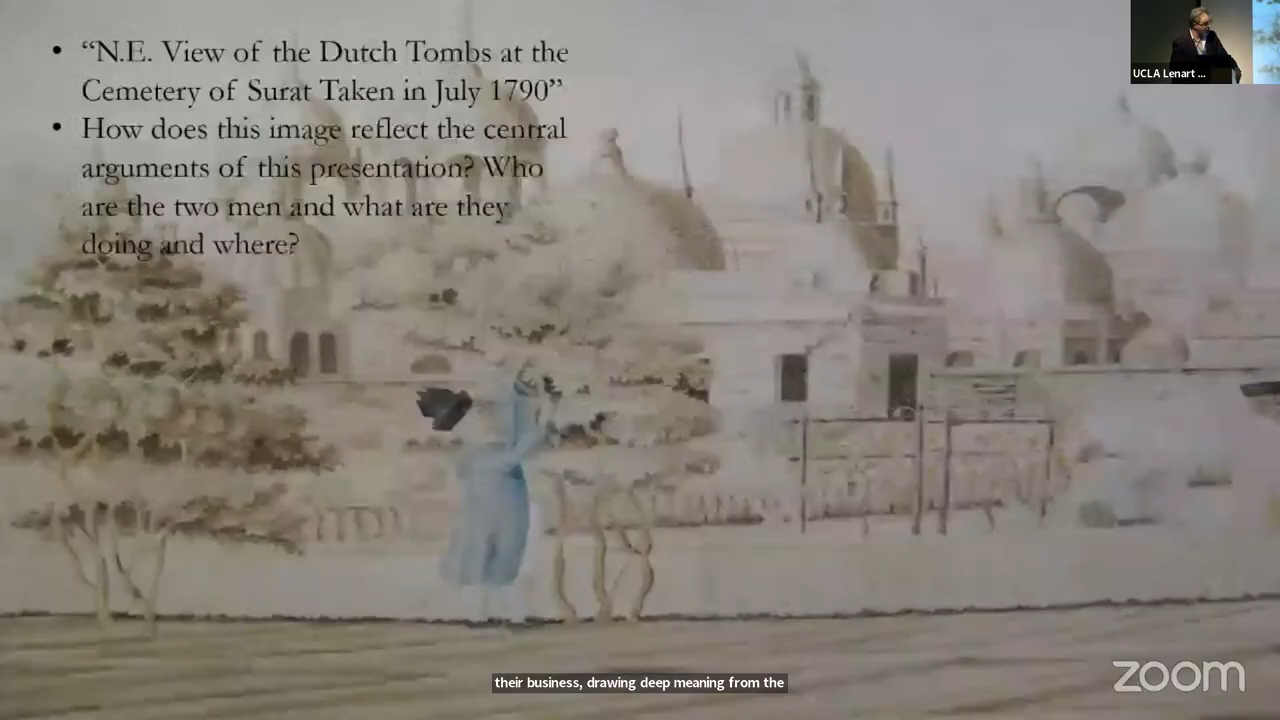 • “N.E. View of the Dutch Tombs at the
Cemetery of Surat Taken in July 1790”
• How does this image reflect the central
arguments of this presentation? Who
are the two men and what are they
doing and where?
UCLA Lenart ...
their business, drawing deep meaning from the
zoom